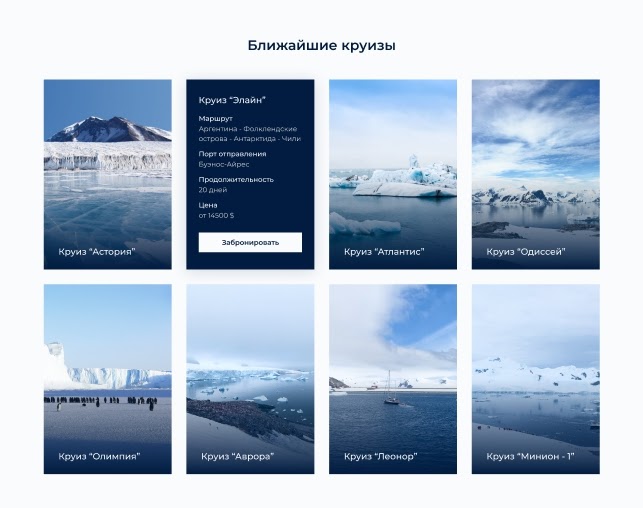 Ближайшие круизы
Круиз “Элайн”
Маршрут
Аргентина - Фолклендские
острова - Антарктида - Чили
Порт отправления
Буэнос-Айрес
Продолжительность
20 дней
Цена
от 14500 $
Забронировать
Круиз “Астория”
Круиз “Атлантис”
Круиз “Одиссей”
Круиз “Олимпия”
Круиз “Аврора”
Круиз “Леонор”
Круиз “Минион - 1”